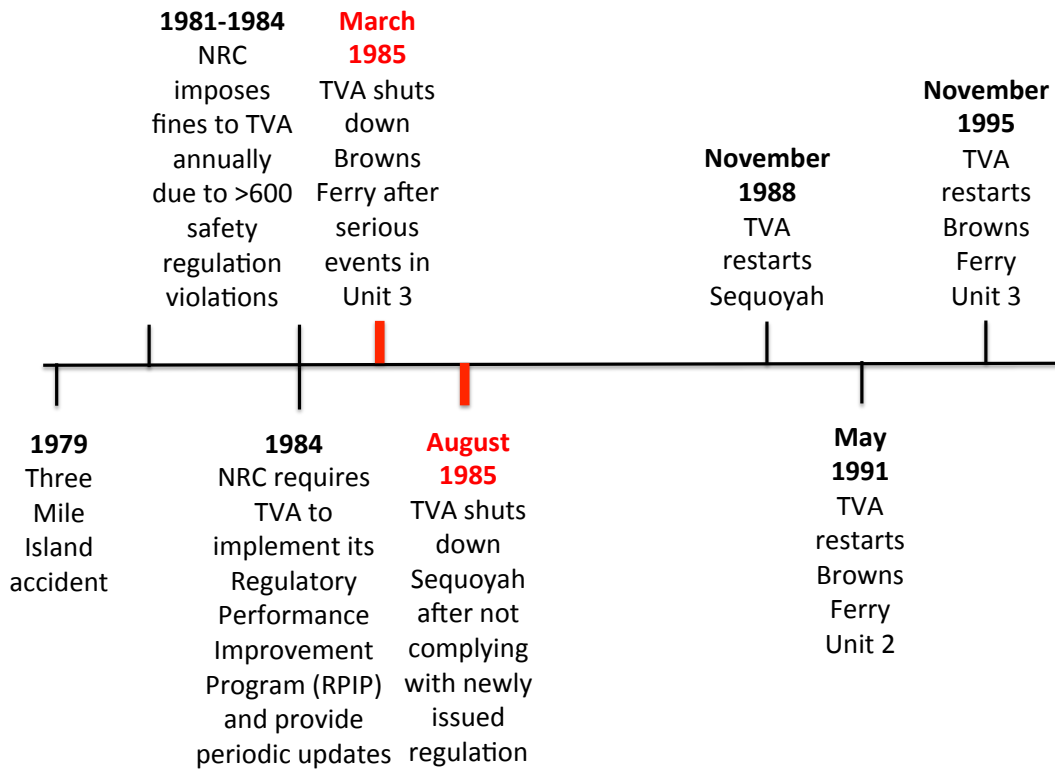 1981-1984
NRC
imposes
fines to TVA
annually
due to >600
safety
regulation
violations
March
1985
TVA shuts
down
Browns
Ferry after
serious
events in
Unit 3
November
1988
TVA
restarts
Sequoyah
November
1995
TVA
restarts
Browns
Ferry
Unit 3
1979
Three
Mile
Island
accident
1984
NRC requires
TVA to
implement its
Regulatory
Performance
Improvement
Program (RPIP)
and provide
periodic updates
August
1985
TVA shuts
down
Sequoyah
after not
complying
with newly
issued
regulation
May
1991
TVA
restarts
Browns
Ferry
Unit 2